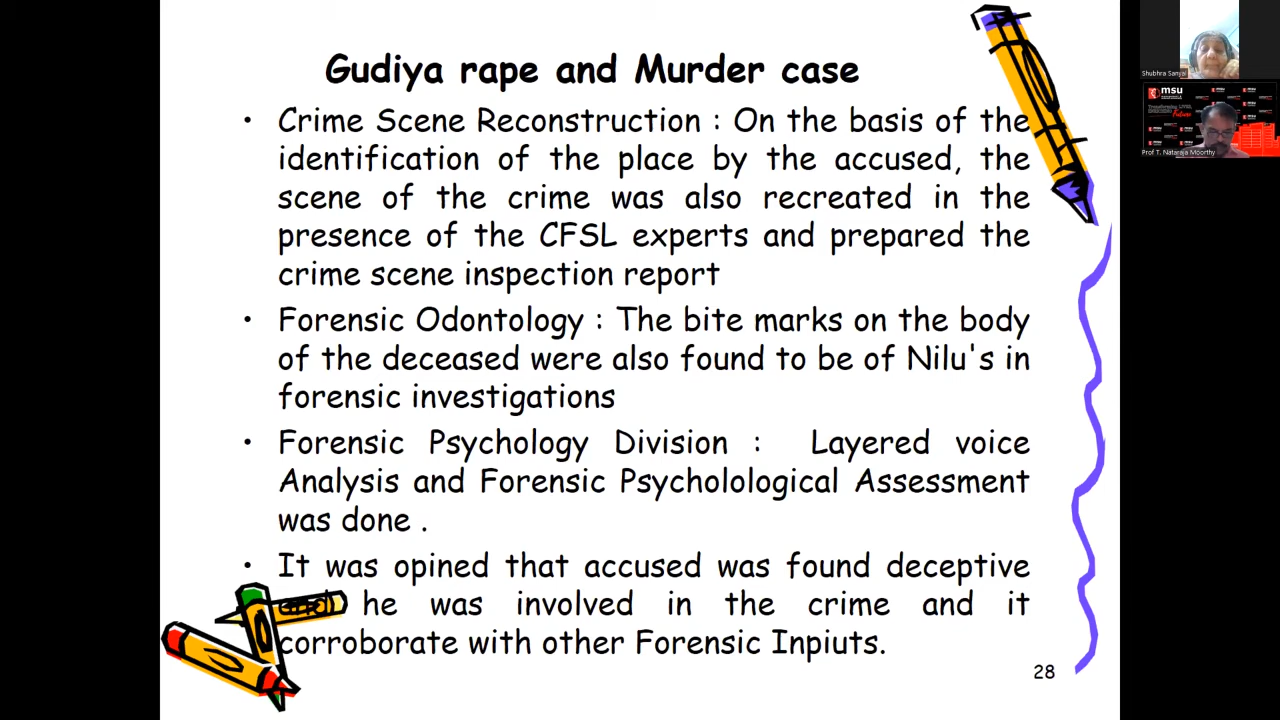 Gudiya rape and Murder case
• Crime Scene Reconstruction : On the basis of the
identification of the place by the accused, the
scene of the crime was also recreated in the
presence of the CFSL experts and prepared the
crime scene inspection report
• Forensic Odontology : The bite marks on the body
of the deceased were also found to be of Nilu's in
forensic investigations
• Forensic Psychology Division : Layered voice
Analysis and Forensic Psycholological Assessment
was done .
• It was opined that accused was found deceptive
and he was involved in the crime and it
corroborate with other Forensic Inpiuts.
28
Shubhra Sanyal
msu
Prof T. Nataraja Moorthy